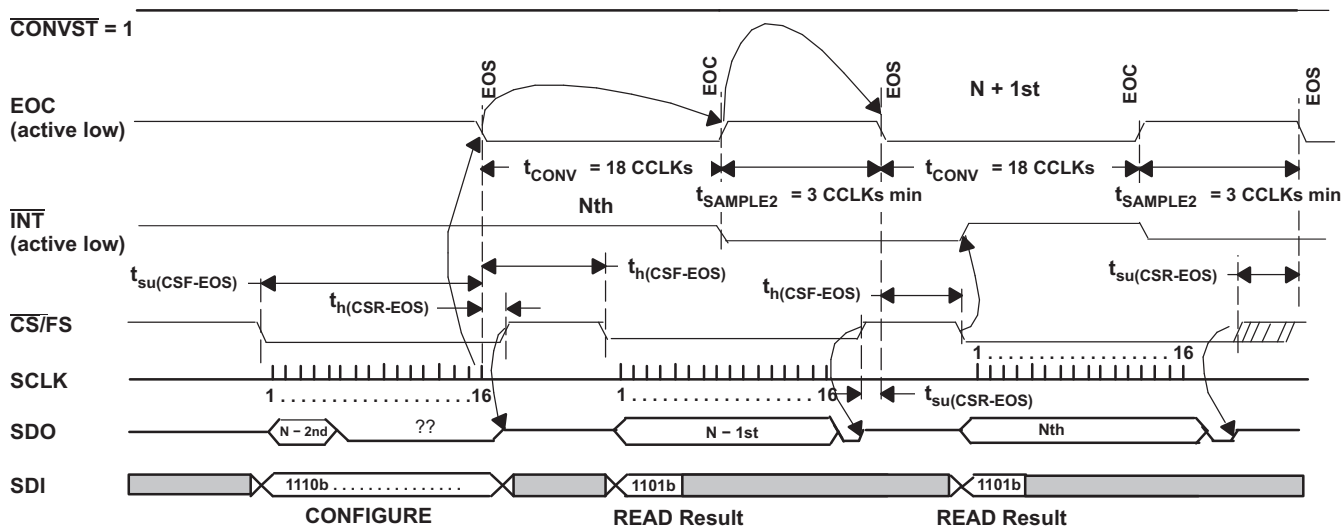 CONVST = 1
EOS
EOC
EOS
N + 1st
EOC
EOS
EOC
(active low)
tCONV = 18 CCLKs
tCONV = 18 CCLKs
tSAMPLE2 = 3 CCLKs min
tSAMPLE2 = 3 CCLKs min
Nth
INT
(active low)
tsu(CSF-EOS)
th(CSF-EOS)
tsu(CSR-EOS)
th(CSR-EOS)
th(CSF-EOS)
CS/FS
1 . . . . . . . . . . . . . . . . . . 16
SCLK
1 . . . . . . . . . . . . . . . . . . 16
1 . . . . . . . . . . . . . . . . . . 16
tsu(CSR-EOS)
SDO
N − 2nd
??
N − 1st
Nth
SDI
1110b . . . . . . . . . . . . . . .
1101b
1101b
CONFIGURE
READ Result
READ Result